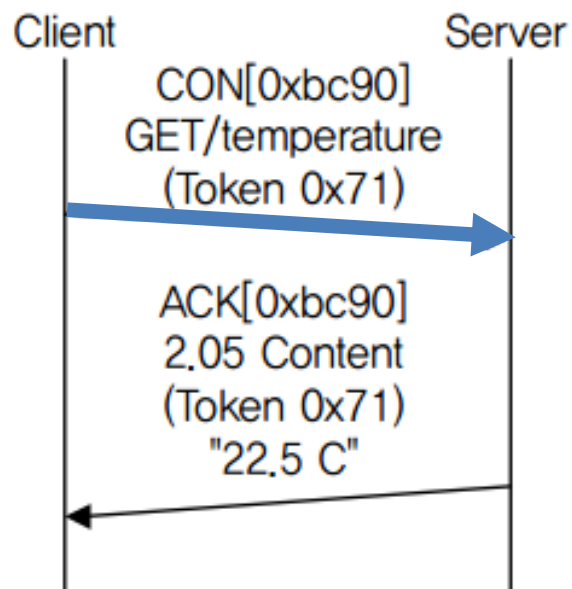 Client
Server
CON[0xbc90]
GET/temperature
(Token 0x71)
ACK[0xbc90]
2.05 Content
(Token 0x71)
"22.5 C"